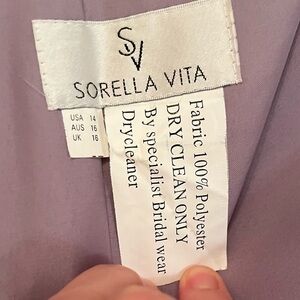 SV
SORELLA VITA
USA 14
AUS 16
UK 16
Fabric 100% Polyester
DRY CLEAN ONLY
By specialist Bridal wear
Drycleaner